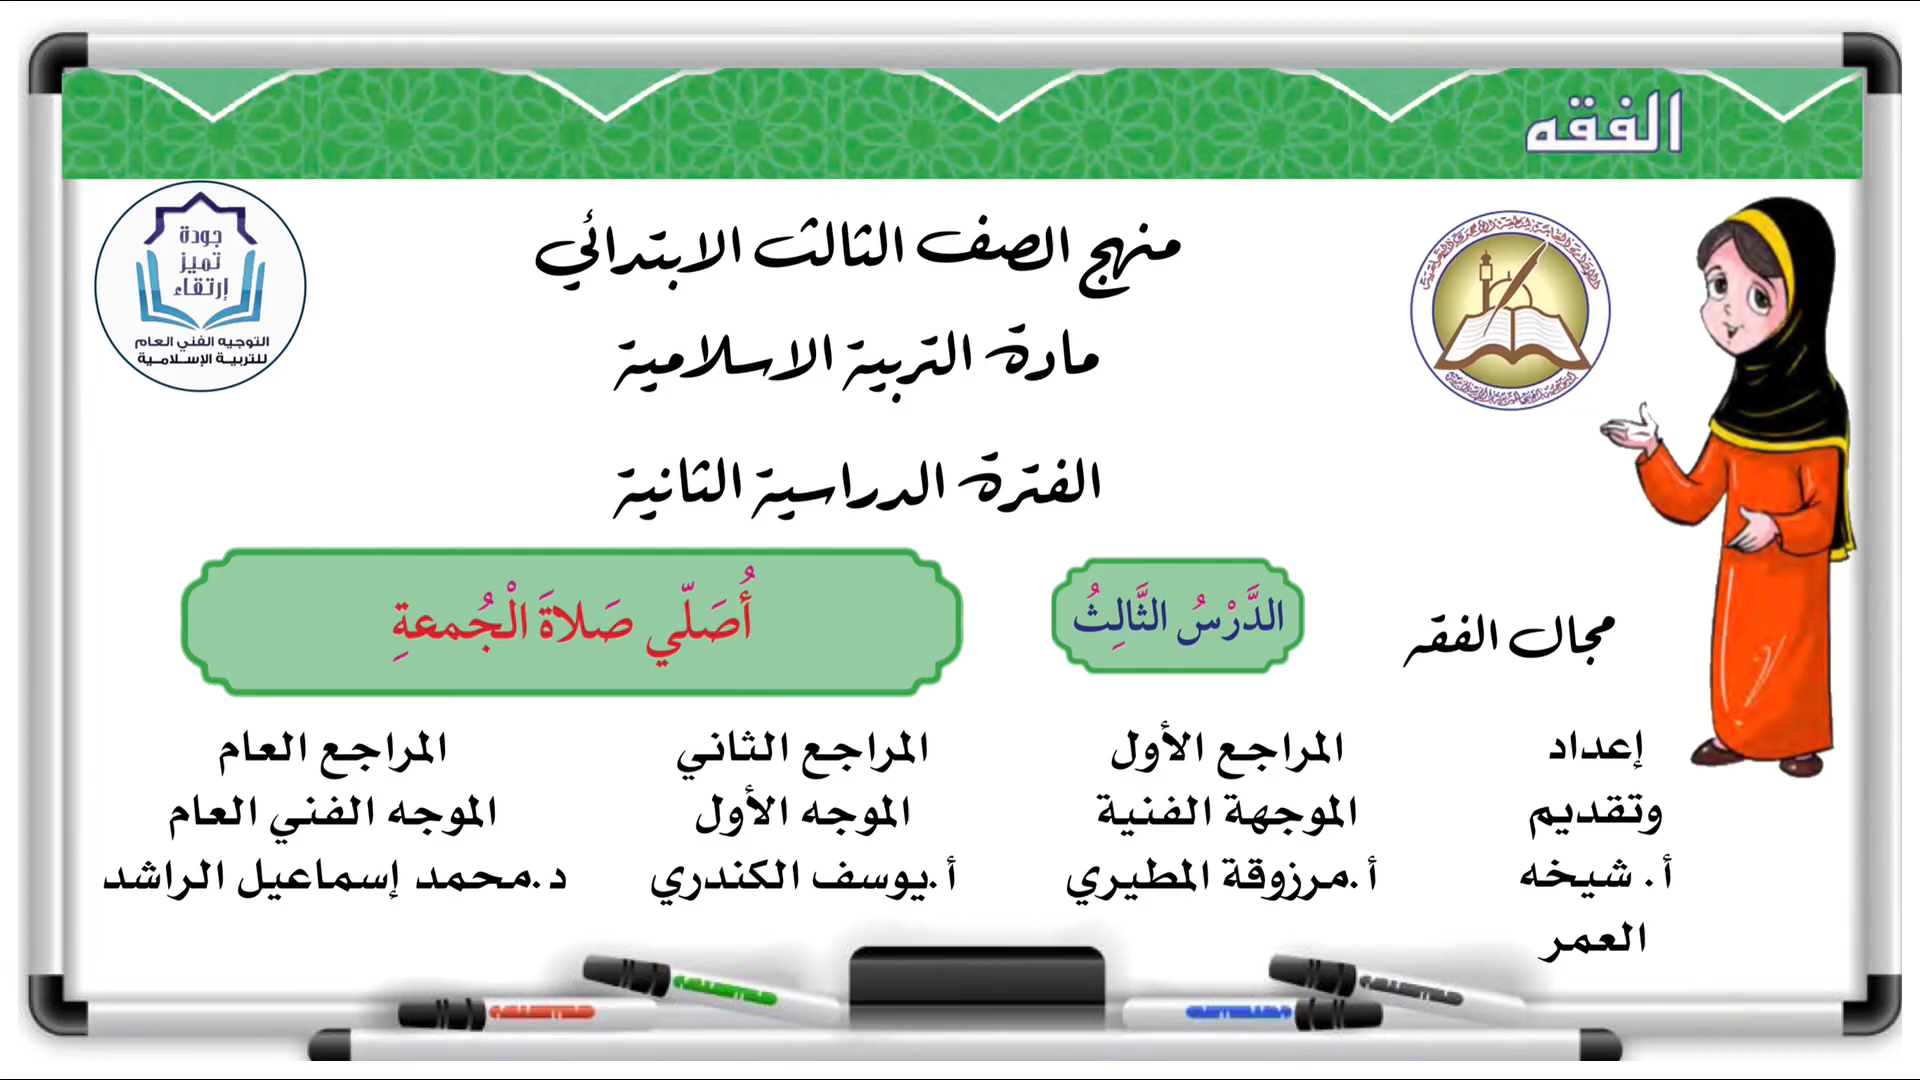 الفقه
جودة
تميز
إرتقاء
التوجيه الفني العام
للتربية الإسلامية
منهج الصف الثالث الابتدائي
مادة التربية الاسلامية
الفترة الدراسية الثانية
مجال الفقه
الدَّرْسُ الثَّالِثُ
أُصَلّي صَلاةَ الْجُمعةِ
إعداد
وتقديم
أ. شيخه
العمر
المراجع الأول
الموجهة الفنية
أ.مرزوقة المطيري
المراجع الثاني
الموجه الأول
أ.يوسف الكندري
المراجع العام
الموجه الفني العام
د.محمد إسماعيل الراشد